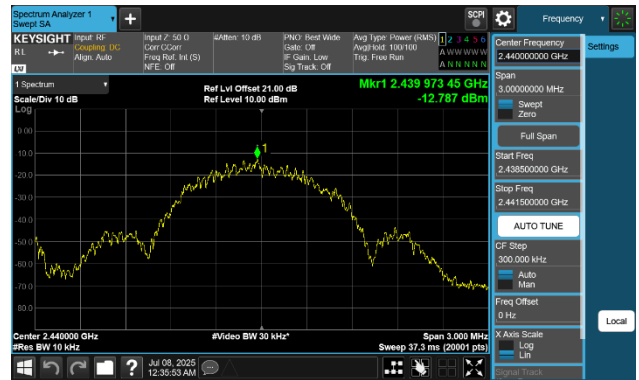 Spectrum Analyzer 1
Swept SA
SCPI
Frequency
KEYSIGHT
RL
LXI
Input: RF
Coupling: DC
Align: Auto
Input Z: 50 Ω
Corr CCorr
Freq Ref: Int (S)
NFE: Off
#Atten: 10 dB
PNO: Best Wide
Gate: Off
IF Gain: Low
Sig Track: Off
Avg Type: Power (RMS)
Avg|Hold: 100/100
Trig: Free Run
1 2 3 4 5 6
A W W W W W
A N N N N N
Center Frequency
2.440000000 GHz
Settings
Span
3.00000000 MHz
Swept
Zero
Full Span
Start Freq
2.438500000 GHz
Stop Freq
2.441500000 GHz
AUTO TUNE
CF Step
300.000 kHz
Auto
Man
Freq Offset
0 Hz
X Axis Scale
Log
Lin
Signal Track
Local
1 Spectrum
Scale/Div 10 dB
Log
Ref Lvl Offset 21.00 dB
Ref Level 10.00 dBm
Mkr1 2.439 973 45 GHz
-12.787 dBm
1
0.00
-10.0
-20.0
-30.0
-40.0
-50.0
-60.0
-70.0
-80.0
Center 2.440000 GHz
#Res BW 10 kHz
#Video BW 30 kHz*
Span 3.000 MHz
Sweep 37.3 ms (20001 pts)
?
Jul 08, 2025
12:35:53 AM